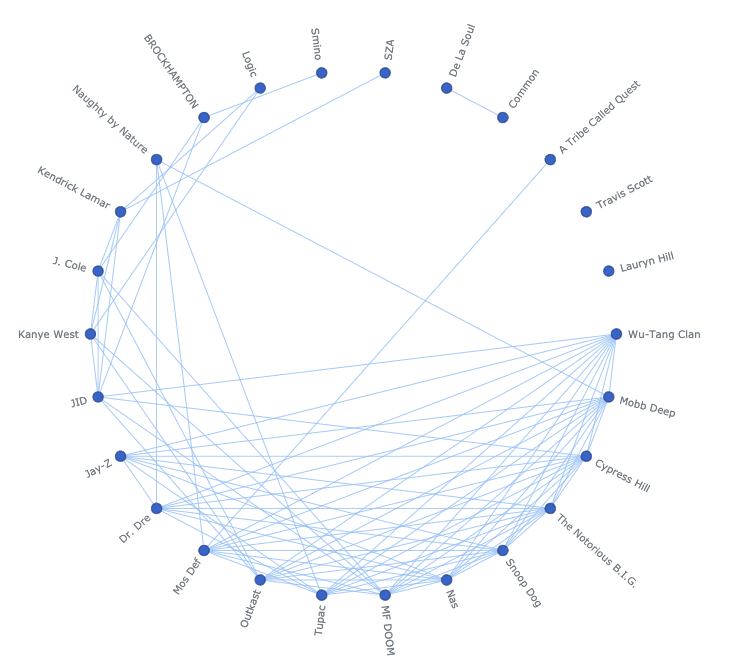 Smino
SZA
De La Soul
Common
A Tribe Called Quest
Travis Scott
Lauryn Hill
Wu-Tang Clan
Mobb Deep
Cypress Hill
The Notorious B.I.G.
Snoop Dog
Nas
MF DOOM
Tupac
Outkast
Mos Def
Dr. Dre
Jay-Z
JID
Kanye West
J. Cole
Kendrick Lamar
Naughty by Nature
BROCKHAMPTON
Logic